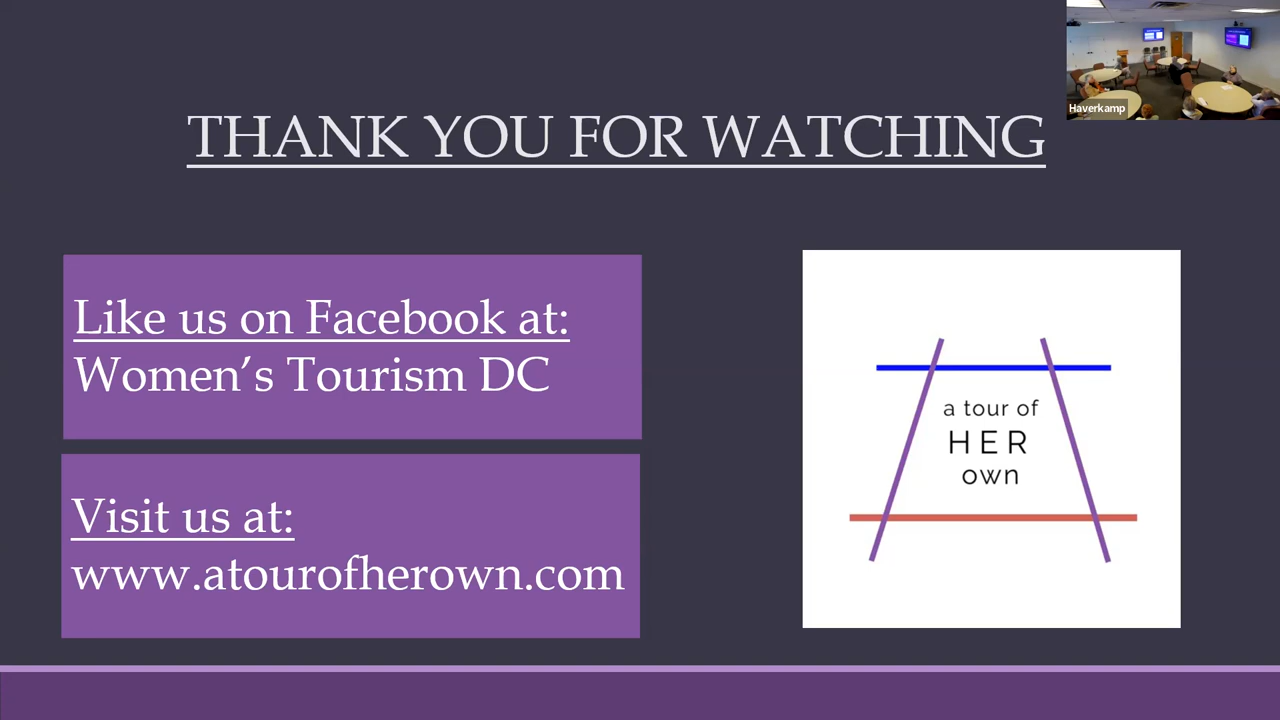 Haverkamp
THANK YOU FOR WATCHING
Like us on Facebook at:
Women’s Tourism DC
Visit us at:
www.atourofherown.com
a tour of
HER
own